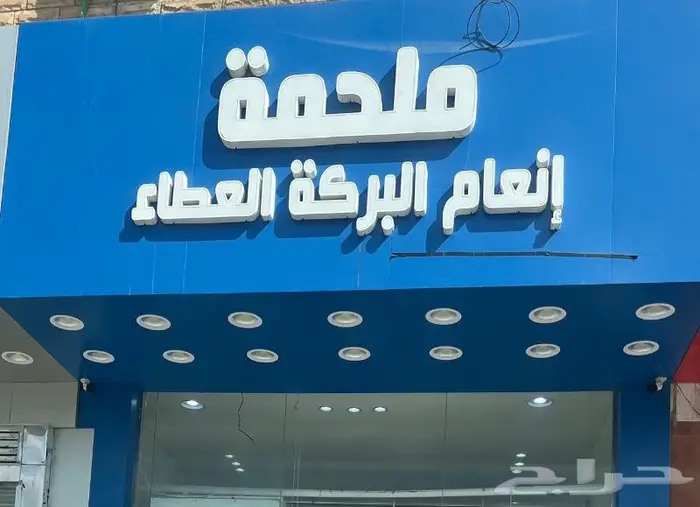 ملحمة
إنعام البركة العطاء
حراج